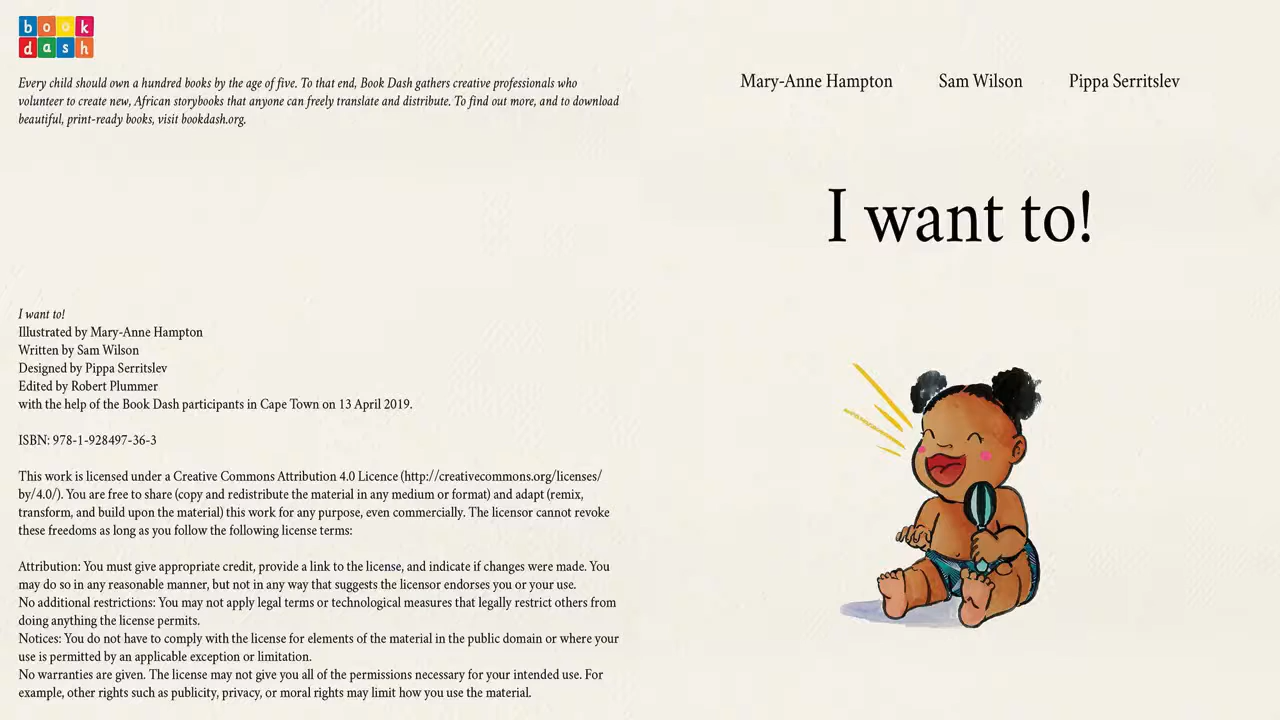 book
dash
Every child should own a hundred books by the age of five. To that end, Book Dash gathers creative professionals who
volunteer to create new, African storybooks that anyone can freely translate and distribute. To find out more, and to download
beautiful, print-ready books, visit bookdash.org.
I want to!
Illustrated by Mary-Anne Hampton
Written by Sam Wilson
Designed by Pippa Serritslev
Edited by Robert Plummer
with the help of the Book Dash participants in Cape Town on 13 April 2019.
ISBN: 978-1-928497-36-3
This work is licensed under a Creative Commons Attribution 4.0 Licence (http://creativecommons.org/licenses/
by/4.0/). You are free to share (copy and redistribute the material in any medium or format) and adapt (remix,
transform, and build upon the material) this work for any purpose, even commercially. The licensor cannot revoke
these freedoms as long as you follow the following license terms:
Attribution: You must give appropriate credit, provide a link to the license, and indicate if changes were made. You
may do so in any reasonable manner, but not in any way that suggests the licensor endorses you or your use.
No additional restrictions: You may not apply legal terms or technological measures that legally restrict others from
doing anything the license permits.
Notices: You do not have to comply with the license for elements of the material in the public domain or where your
use is permitted by an applicable exception or limitation.
No warranties are given. The license may not give you all of the permissions necessary for your intended use. For
example, other rights such as publicity, privacy, or moral rights may limit how you use the material.
Mary-Anne Hampton Sam Wilson Pippa Serritslev
I want to!